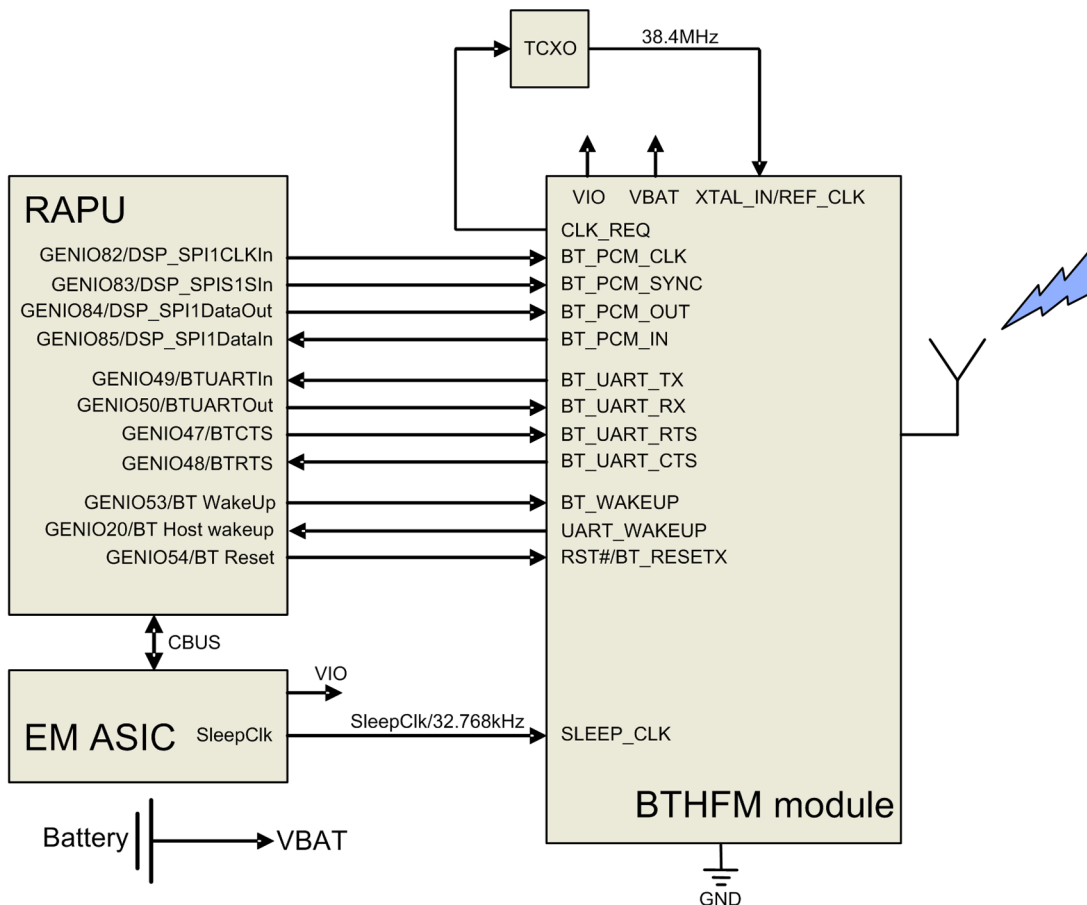 TCXO
38.4MHz
RAPU
GENIO82/DSP_SPI1CLKIn
GENIO83/DSP_SPIS1SIn
GENIO84/DSP_SPI1DataOut
GENIO85/DSP_SPI1DataIn
GENIO49/BTUARTIn
GENIO50/BTUARTOut
GENIO47/BTCTS
GENIO48/BTRTS
GENIO53/BT WakeUp
GENIO20/BT Host wakeup
GENIO54/BT Reset
VIO VBAT XTAL_IN/REF_CLK
CLK_REQ
BT_PCM_CLK
BT_PCM_SYNC
BT_PCM_OUT
BT_PCM_IN
BT_UART_TX
BT_UART_RX
BT_UART_RTS
BT_UART_CTS
BT_WAKEUP
UART_WAKEUP
RST#/BT_RESETX
CBUS
VIO
EM ASIC SleepClk
SleepClk/32.768kHz
SLEEP_CLK
BTHFM module
Battery
VBAT
GND